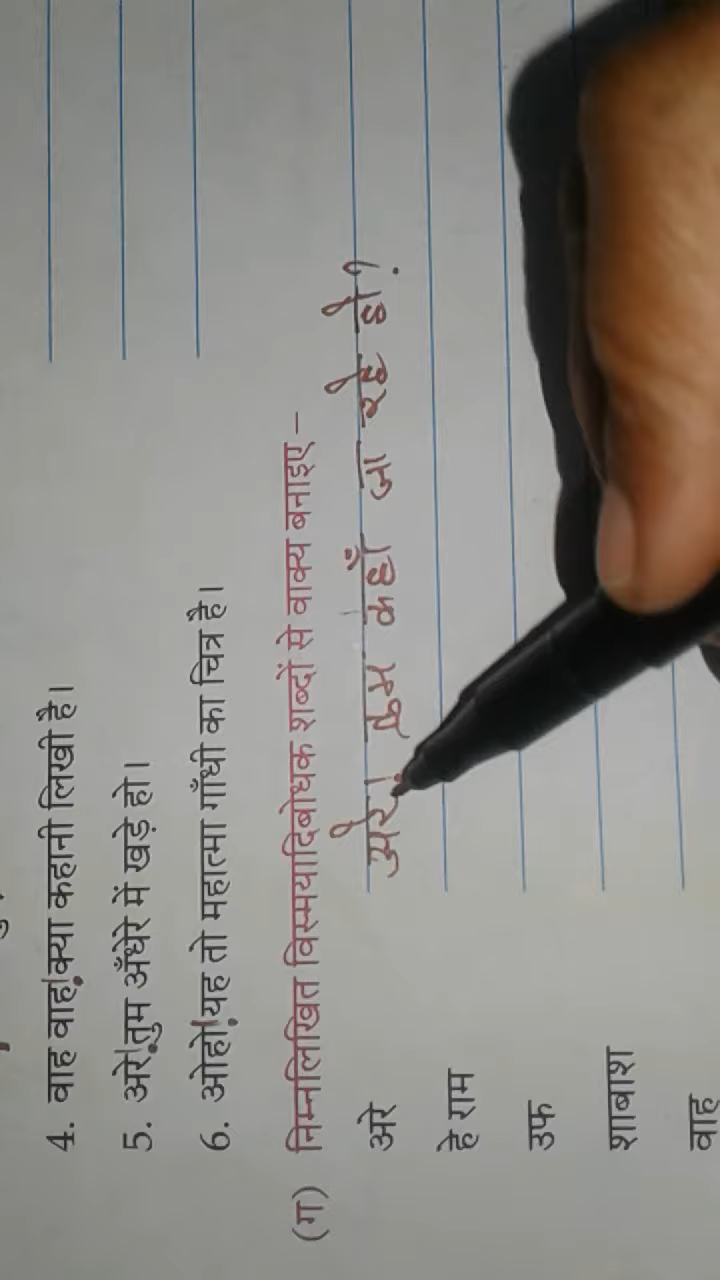 4. वाह वाह!क्या कहानी लिखी है।
5. अरे!तुम अँधेरे में खड़े हो।
6. ओहो!यह तो महात्मा गाँधी का चित्र है।
(ग) निम्नलिखित विस्मयादिबोधक शब्दों से वाक्य बनाइए –
अरे अरे! तुम कहाँ जा रहे हो?
हे राम
उफ
शाबाश
वाह